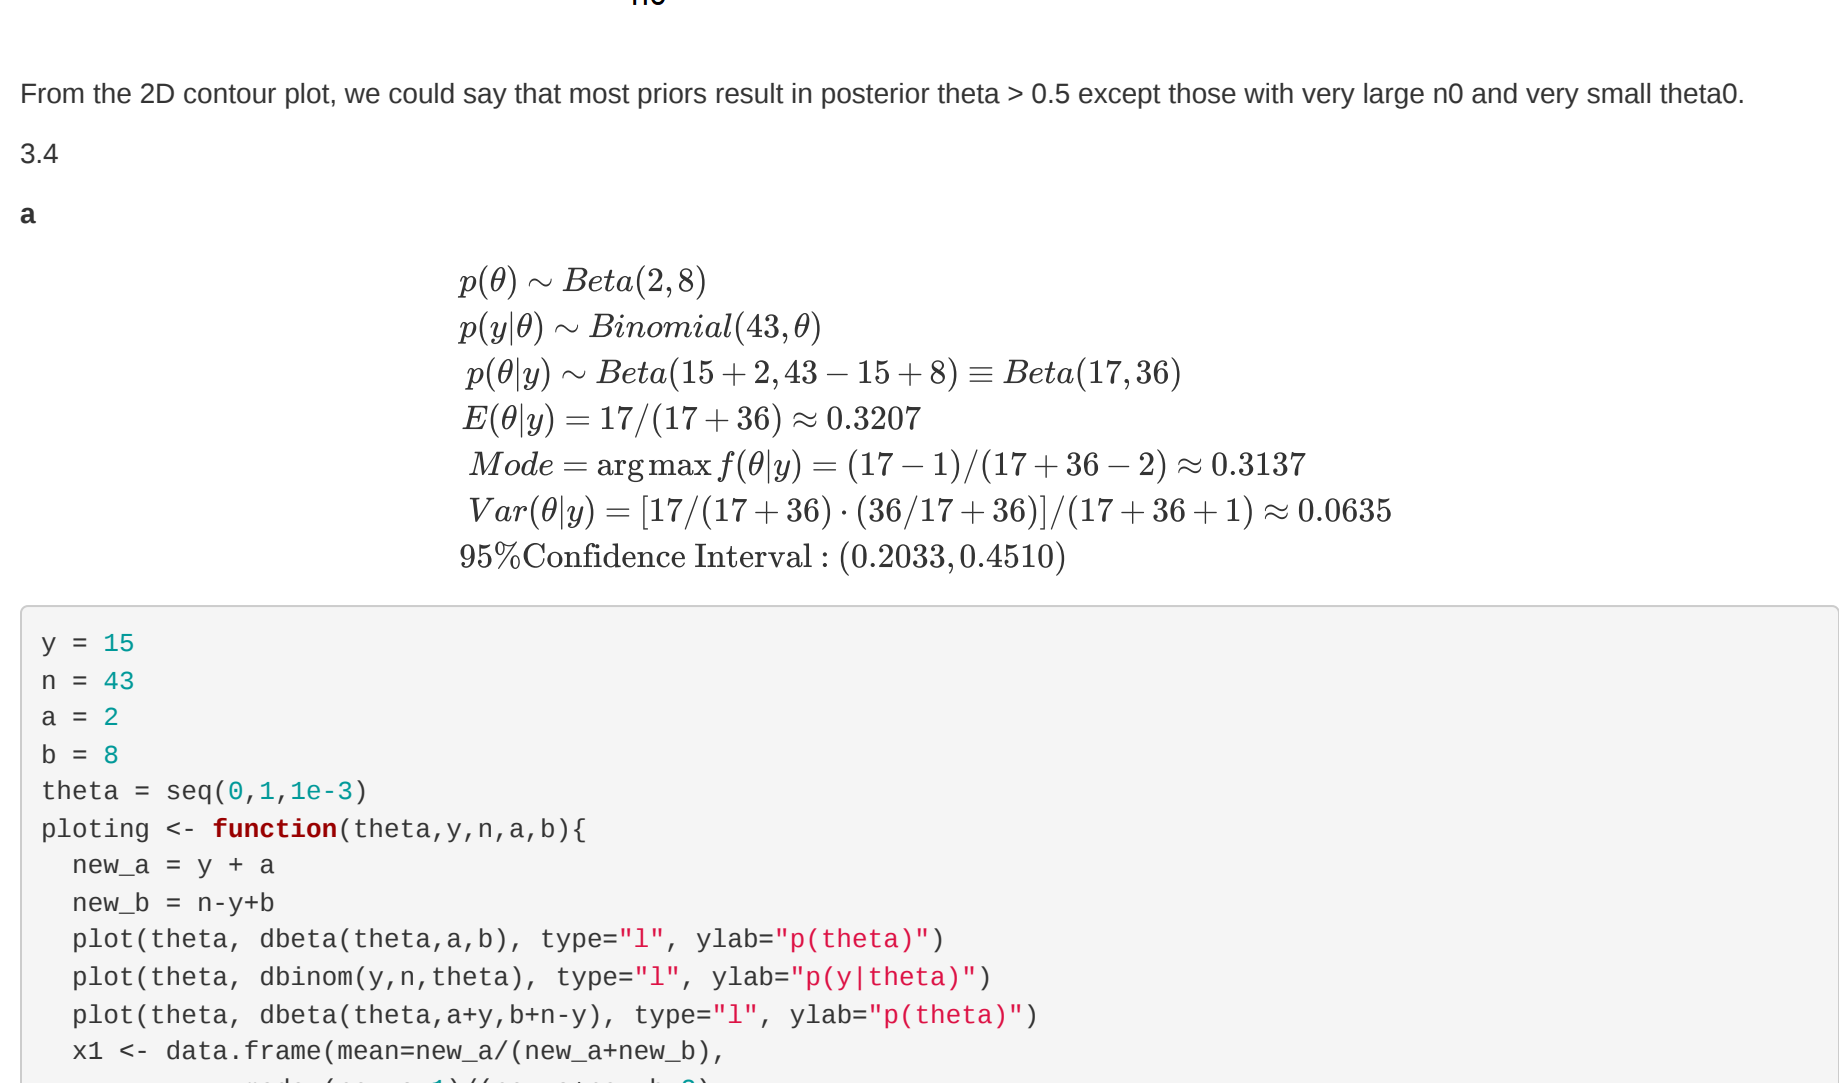 From the 2D contour plot, we could say that most priors result in posterior theta > 0.5 except those with very large n0 and very small theta0.
3.4
a
p(θ) ∼ Beta(2, 8)
p(y|θ) ∼ Binomial(43, θ)
p(θ|y) ∼ Beta(15 + 2, 43 − 15 + 8) ≡ Beta(17, 36)
E(θ|y) = 17/(17 + 36) ≈ 0.3207
Mode = arg max f(θ|y) = (17 − 1)/(17 + 36 − 2) ≈ 0.3137
Var(θ|y) = [17/(17 + 36) · (36/17 + 36)]/(17 + 36 + 1) ≈ 0.0635
95%Confidence Interval : (0.2033, 0.4510)
y = 15
n = 43
a = 2
b = 8
theta = seq(0,1,1e-3)
ploting <- function(theta,y,n,a,b){
  new_a = y + a
  new_b = n-y+b
  plot(theta, dbeta(theta,a,b), type="l", ylab="p(theta)")
  plot(theta, dbinom(y,n,theta), type="l", ylab="p(y|theta)")
  plot(theta, dbeta(theta,a+y,b+n-y), type="l", ylab="p(theta)")
  x1 <- data.frame(mean=new_a/(new_a+new_b),